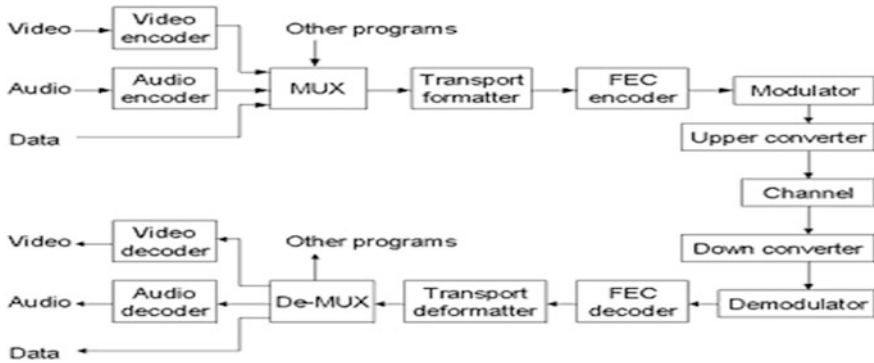 Video
Video
encoder
Other programs
Audio
Audio
encoder
MUX
Transport
formatter
FEC
encoder
Modulator
Data
Upper converter
Channel
Video
Video
decoder
Other programs
Down converter
Audio
Audio
decoder
De-MUX
Transport
deformatter
FEC
decoder
Demodulator
Data